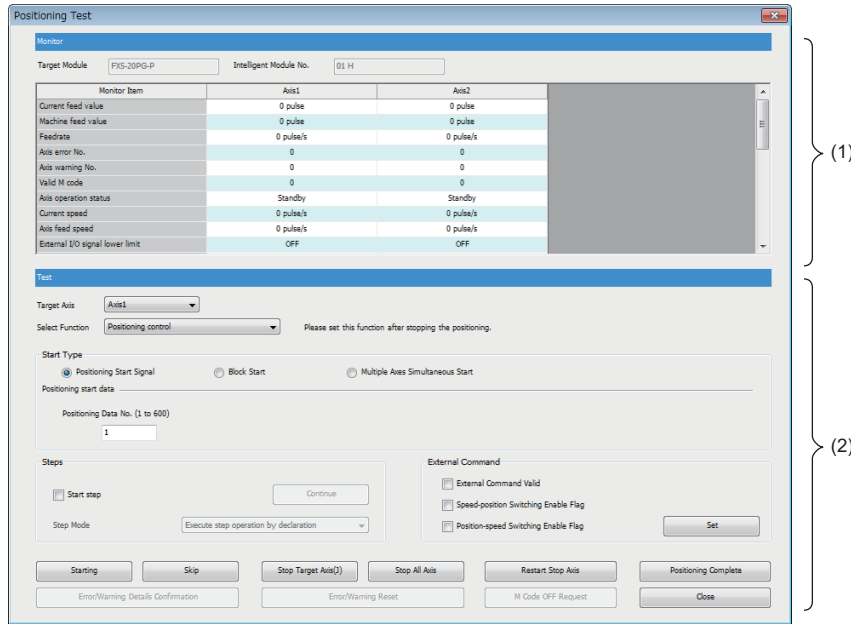 Positioning Test
Monitor
Target Module FX5-20PG-P Intelligent Module No. 01 H
Monitor Item Axis1 Axis2
Current feed value 0 pulse 0 pulse
Machine feed value 0 pulse 0 pulse
Feedrate 0 pulse/s 0 pulse/s
Axis error No. 0 0
Axis warning No. 0 0
Valid M code 0 0
Axis operation status Standby Standby
Current speed 0 pulse/s 0 pulse/s
Axis feed speed 0 pulse/s 0 pulse/s
External I/O signal lower limit OFF OFF
(1)
Test
Target Axis Axis1
Select Function Positioning control Please set this function after stopping the positioning.
Start Type
Positioning Start Signal Block Start Multiple Axes Simultaneous Start
Positioning start data
Positioning Data No. (1 to 600)
1
(2)
Steps External Command
External Command Valid
Start step Continue
Speed-position Switching Enable Flag
Step Mode Execute step operation by declaration Position-speed Switching Enable Flag Set
Starting Skip Stop Target Axis(J) Stop All Axis Restart Stop Axis Positioning Complete
Error/Warning Details Confirmation Error/Warning Reset M Code OFF Request Close